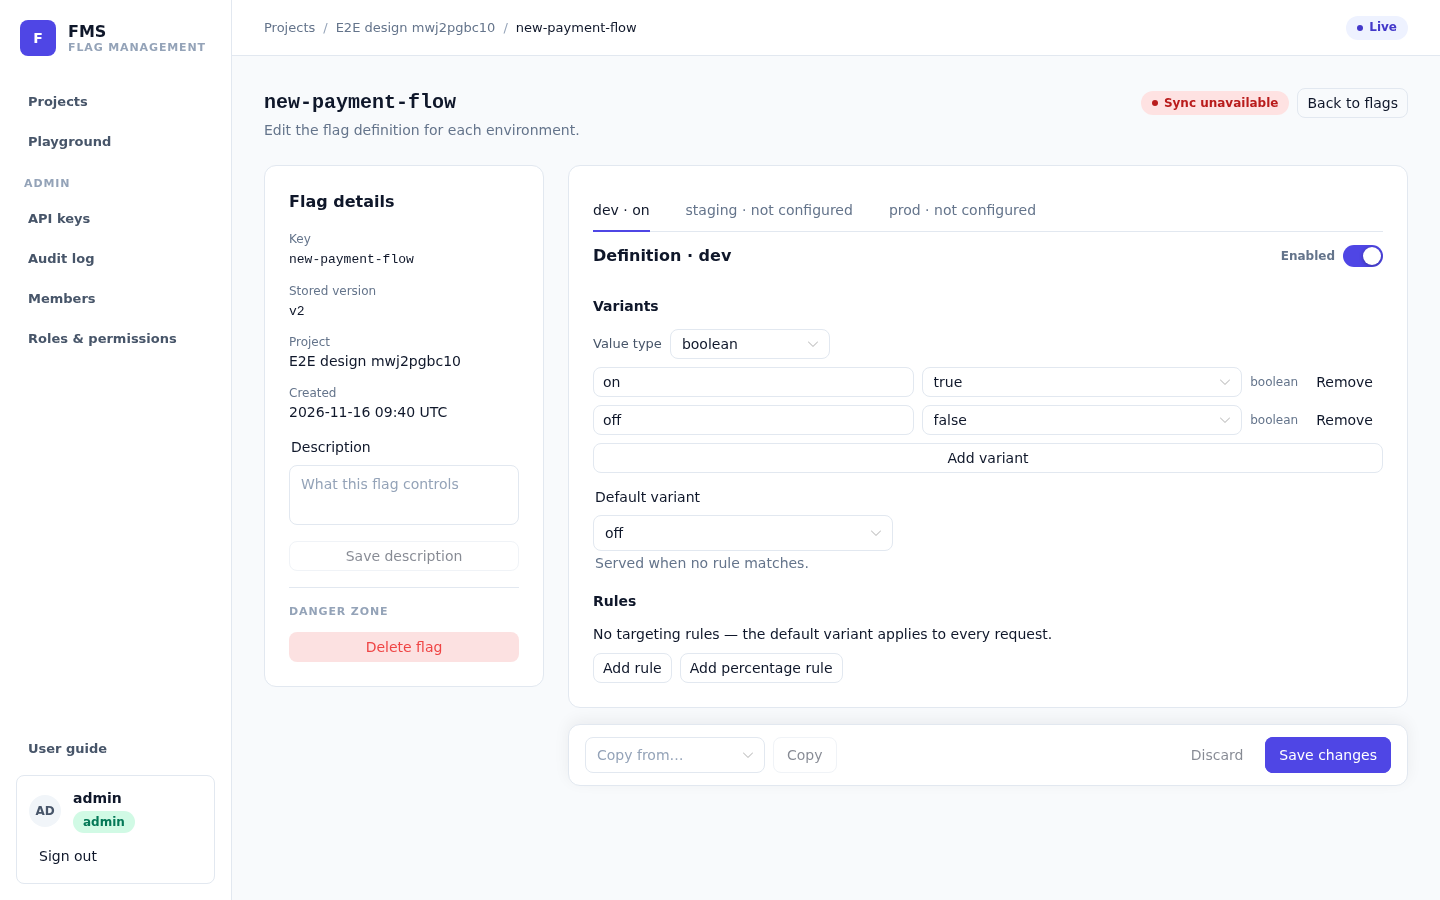 F
FMS
FLAG MANAGEMENT
Projects
Playground
ADMIN
API keys
Audit log
Members
Roles & permissions
User guide
AD
admin
admin
Sign out
Projects / E2E design mwj2pgbc10 / new-payment-flow
Live
new-payment-flow
Edit the flag definition for each environment.
Sync unavailable
Back to flags
Flag details
Key
new-payment-flow
Stored version
v2
Project
E2E design mwj2pgbc10
Created
2026-11-16 09:40 UTC
Description
What this flag controls
Save description
DANGER ZONE
Delete flag
dev · on
staging · not configured
prod · not configured
Definition · dev
Enabled
Variants
Value type boolean
on true boolean Remove
off false boolean Remove
Add variant
Default variant
off
Served when no rule matches.
Rules
No targeting rules — the default variant applies to every request.
Add rule
Add percentage rule
Copy from...
Copy
Discard
Save changes